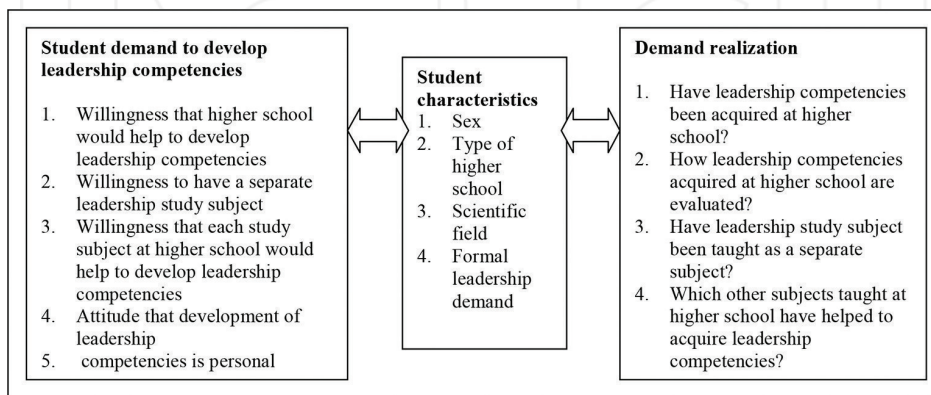 Student demand to develop
leadership competencies
1. Willingness that higher school
would help to develop
leadership competencies
2. Willingness to have a separate
leadership study subject
3. Willingness that each study
subject at higher school would
help to develop leadership
competencies
4. Attitude that development of
leadership
5. competencies is personal
Student
characteristics
1. Sex
2. Type of
higher
school
3. Scientific
field
4. Formal
leadership
demand
Demand realization
1. Have leadership competencies
been acquired at higher
school?
2. How leadership competencies
acquired at higher school are
evaluated?
3. Have leadership study subject
been taught as a separate
subject?
4. Which other subjects taught at
higher school have helped to
acquire leadership
competencies?